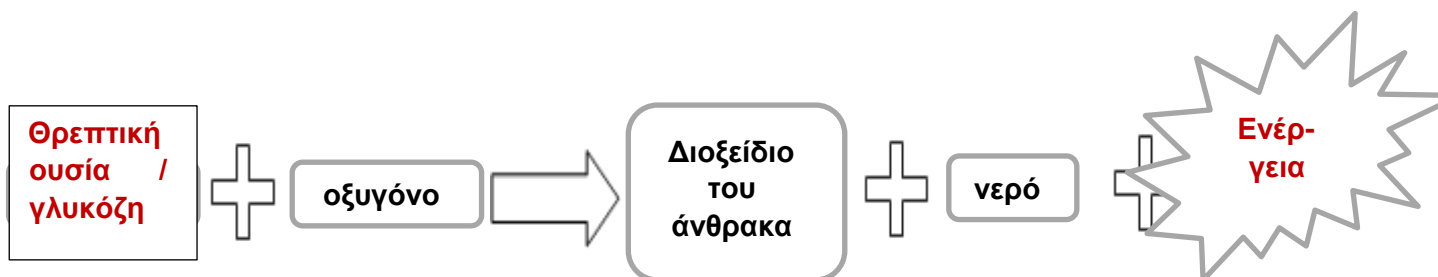 Θρεπτική
ουσία /
γλυκόζη
οξυγόνο
Διοξείδιο
του
άνθρακα
νερό
Ενέρ-
γεια